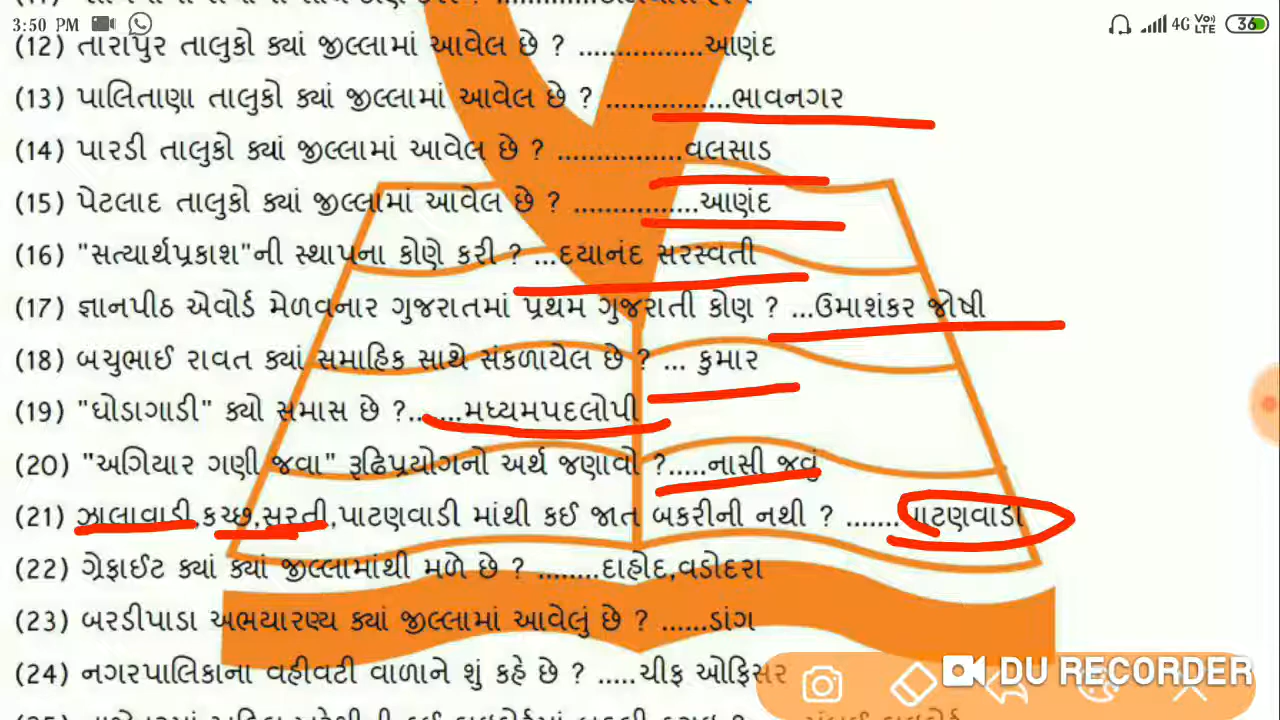 3:50 PM 4G Vo) LTE 36
(12) તારાપુર તાલુકો ક્યાં જીલ્લામાં આવેલ છે ? ................આણંદ
(13) પાલિતાણા તાલુકો ક્યાં જીલ્લામાં આવેલ છે ? ................ભાવનગર
(14) પારડી તાલુકો ક્યાં જીલ્લામાં આવેલ છે ? ................વલસાડ
(15) પેટલાદ તાલુકો ક્યાં જીલ્લામાં આવેલ છે ? ................આણંદ
(16) "સત્યાર્થપ્રકાશ"ની સ્થાપના કોણે કરી ? ...દયાનંદ સરસ્વતી
(17) જ્ઞાનપીઠ એવોર્ડ મેળવનાર ગુજરાતમાં પ્રથમ ગુજરાતી કોણ ? ...ઉમાશંકર જોષી
(18) બચુભાઈ રાવત ક્યાં સમાહિક સાથે સંકળાયેલ છે ? ... કુમાર
(19) "ઘોડાગાડી" ક્યો સમાસ છે ?.......મધ્યમપદલોપી
(20) "અગિયાર ગણી જવા" રૂઢિપ્રયોગનો અર્થ જણાવો ?.....નાસી જવું
(21) ઝાલાવાડી,કચ્છ,સરતી,પાટણવાડી માંથી કઈ જાત બકરીની નથી ? .......પાટણવાડી
(22) ગ્રેફાઈટ ક્યાં ક્યાં જીલ્લામાંથી મળે છે ? ........દાહોદ,વડોદરા
(23) બરડીપાડા અભયારણ્ય ક્યાં જીલ્લામાં આવેલું છે ? ......ડાંગ
(24) નગરપાલિકાના વહીવટી વાળાને શું કહે છે ? .....ચીફ ઓફિસર
DU RECORDER